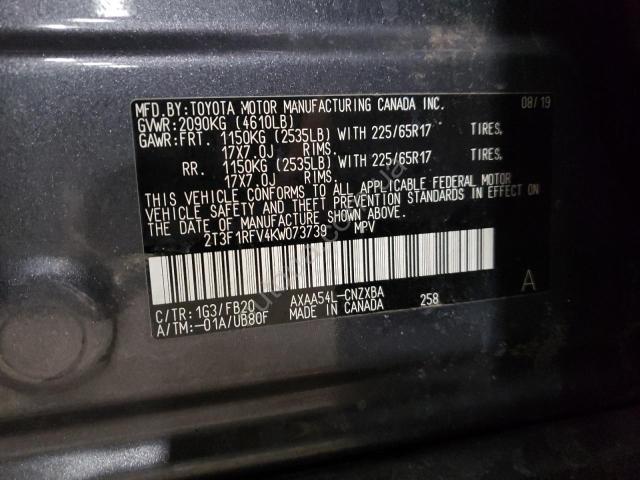 MFD.BY:TOYOTA MOTOR MANUFACTURING CANADA INC. 08/19
GVWR:2090KG (4610LB)
GAWR:FRT. 1150KG (2535LB) WITH 225/65R17 TIRES,
17X7.0J RIMS.
RR. 1150KG (2535LB) WITH 225/65R17 TIRES,
17X7.0J RIMS.
THIS VEHICLE CONFORMS TO ALL APPLICABLE FEDERAL MOTOR
VEHICLE SAFETY AND THEFT PREVENTION STANDARDS IN EFFECT ON
THE DATE OF MANUFACTURE SHOWN ABOVE.
2T3F1RFV4KW073739 MPV
C/TR:1G3/FB20 AXAA54L-CNZXBA 258 A
A/TM:-01A/UB80F MADE IN CANADA